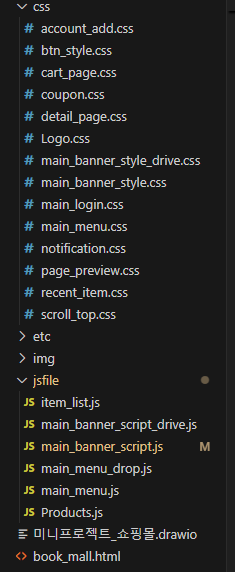 css
# account_add.css
# btn_style.css
# cart_page.css
# coupon.css
# detail_page.css
# Logo.css
# main_banner_style_drive.css
# main_banner_style.css
# main_login.css
# main_menu.css
# notification.css
# page_preview.css
# recent_item.css
# scroll_top.css
etc
img
jsfile
JS item_list.js
JS main_banner_script_drive.js
JS main_banner_script.js M
JS main_menu_drop.js
JS main_menu.js
JS Products.js
미니프로젝트_쇼핑몰.drawio
<> book_mall.html